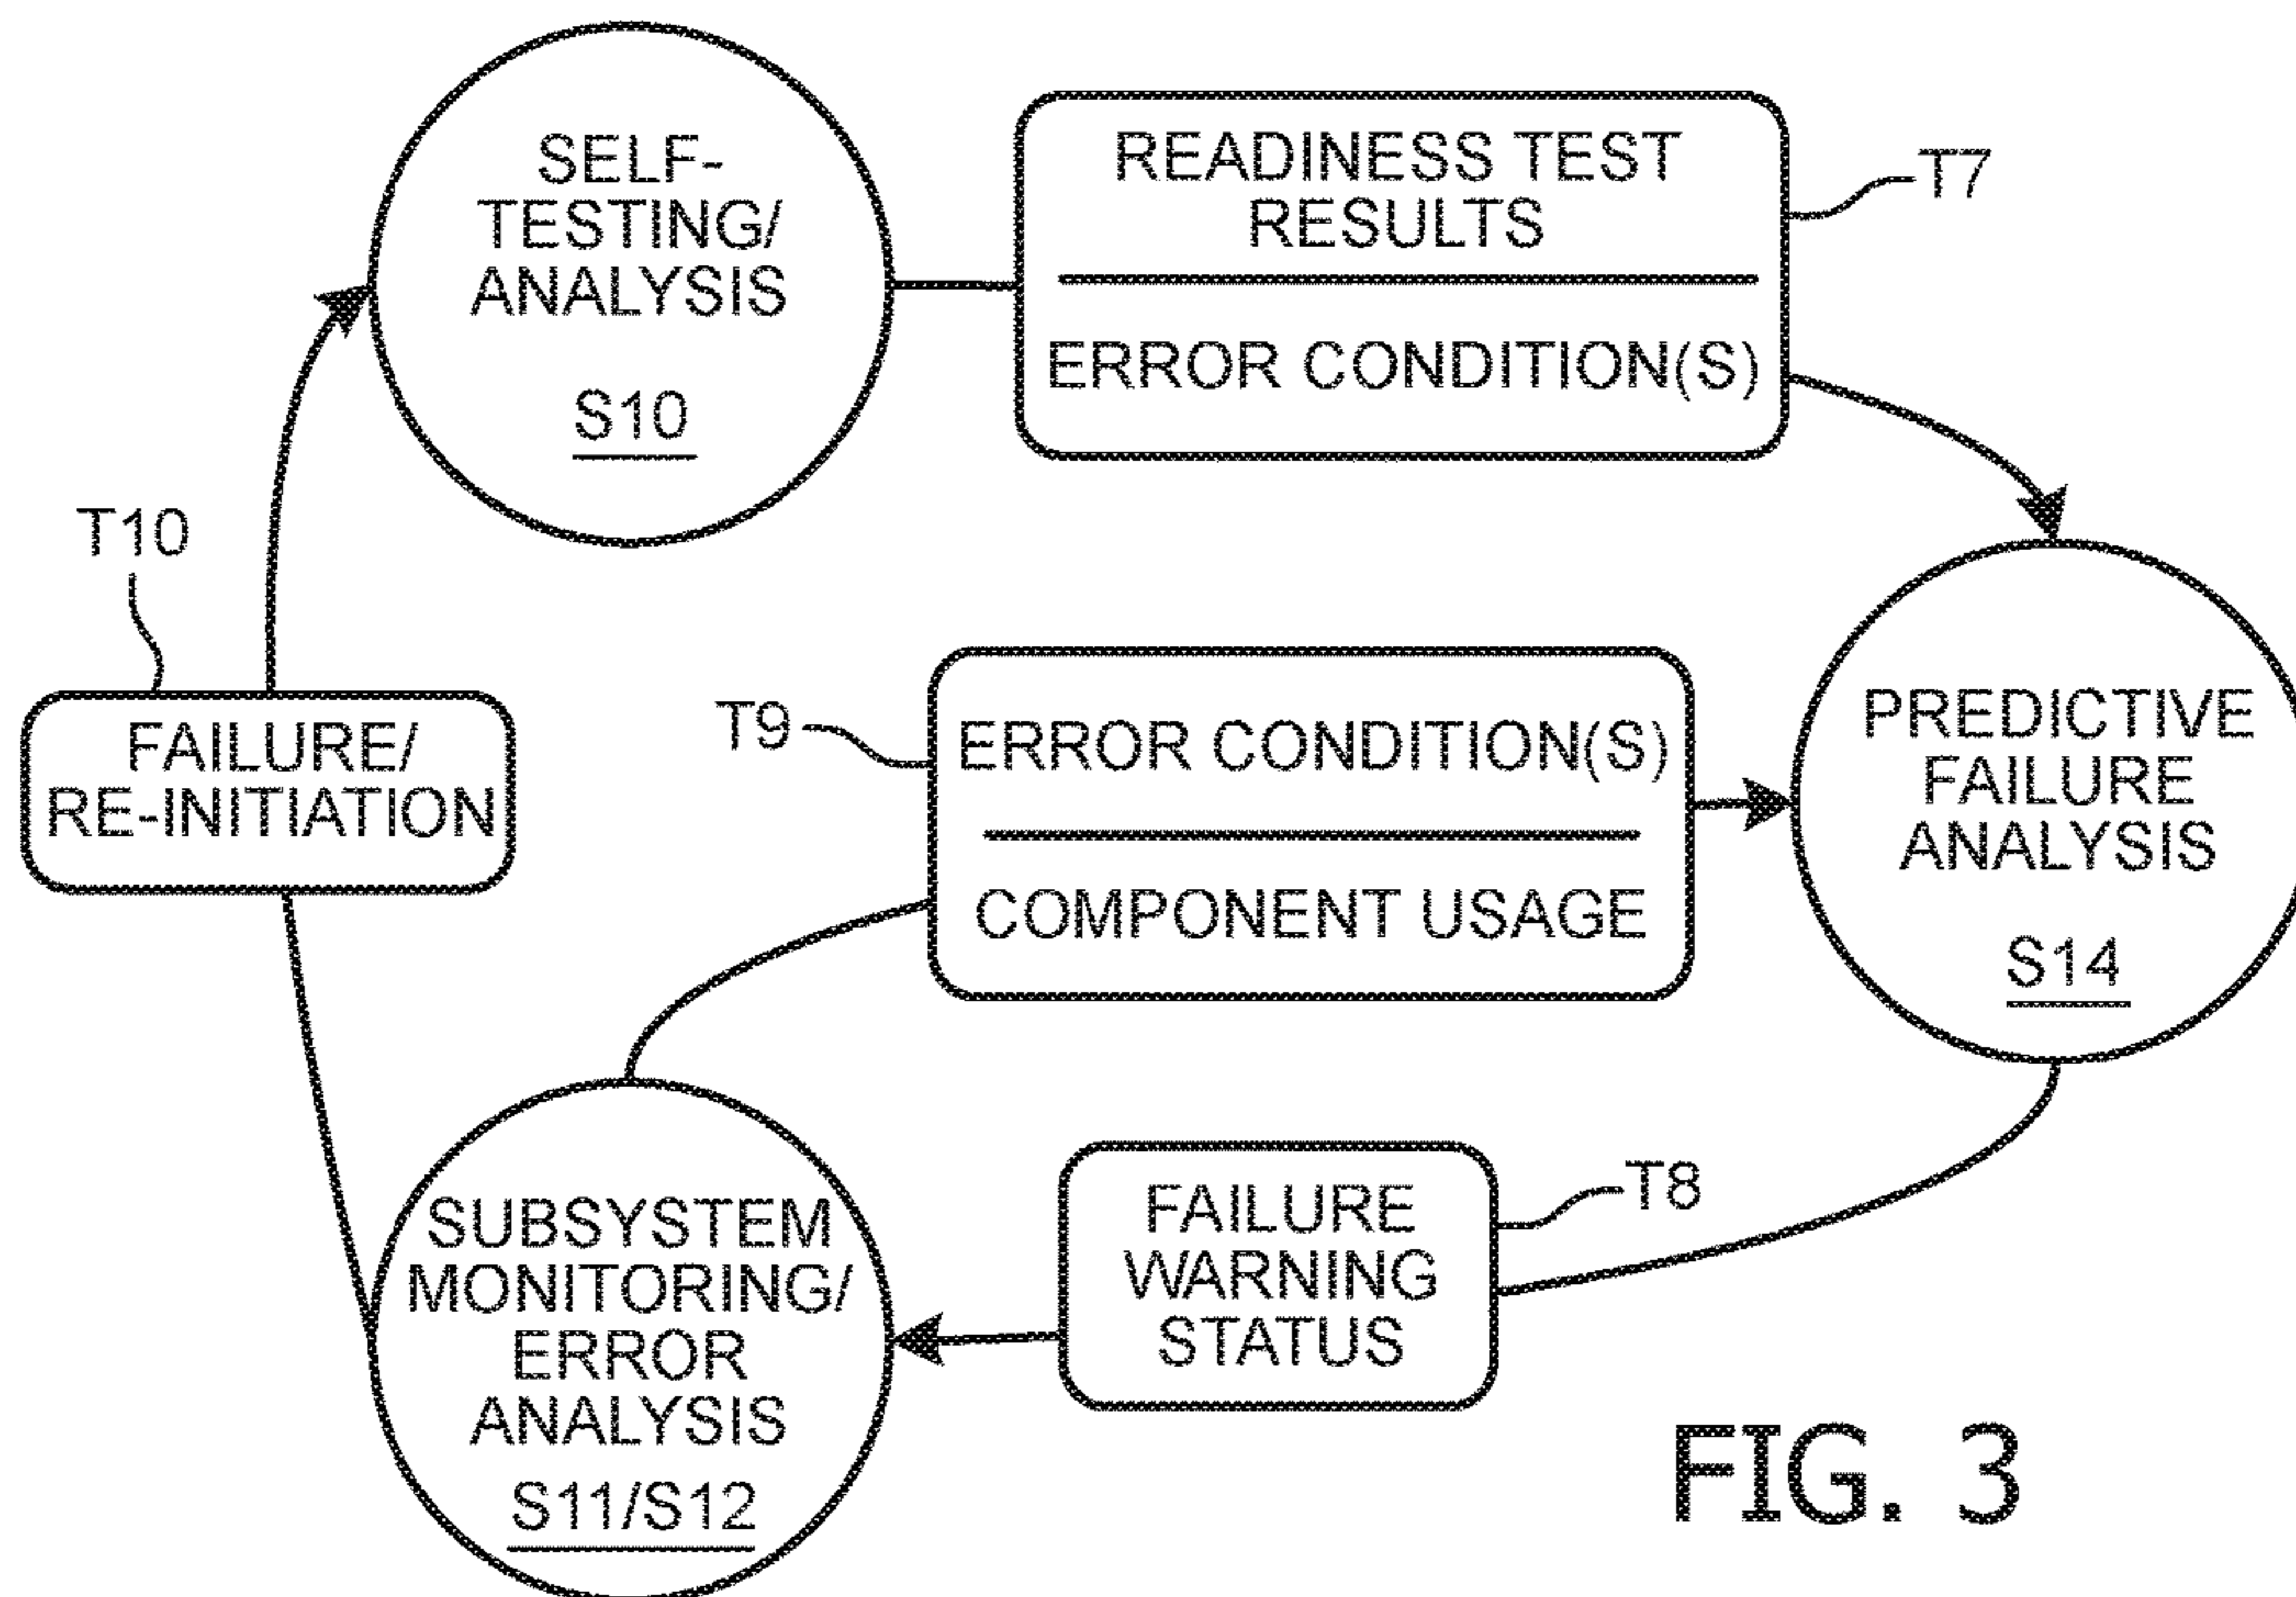 SELF-
TESTING/
ANALYSIS
S10
READINESS TEST
RESULTS
ERROR CONDITION(S)
T7
T10
FAILURE/
RE-INITIATION
T9
ERROR CONDITION(S)
COMPONENT USAGE
PREDICTIVE
FAILURE
ANALYSIS
S14
SUBSYSTEM
MONITORING/
ERROR
ANALYSIS
S11/S12
FAILURE
WARNING
STATUS
T8
FIG. 3